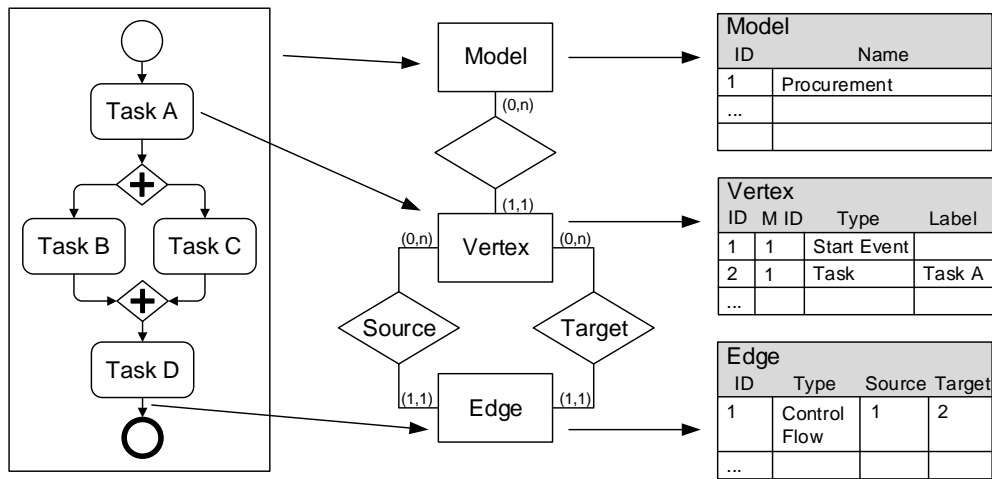 Task A
Task B
Task C
Task D
Model
(0,n)
(1,1)
Vertex
(0,n)
(0,n)
Source
Target
(1,1)
(1,1)
Edge
Model
ID Name
1 Procurement
...
Vertex
ID M ID Type Label
1 1 Start Event
2 1 Task Task A
...
Edge
ID Type Source Target
1 Control 1 2
Flow
...